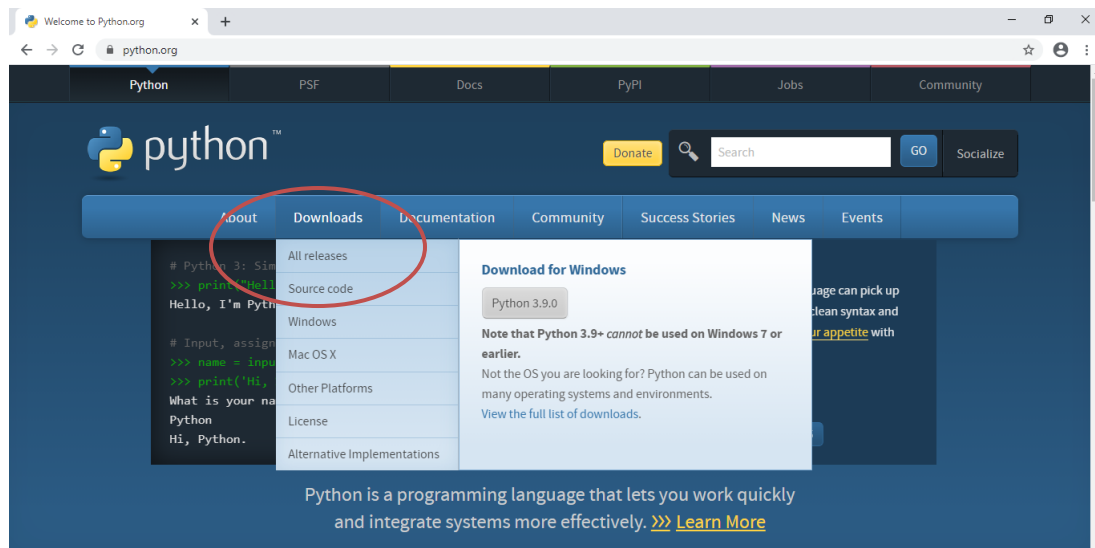 Welcome to Python.org
python.org
Python PSF Docs PyPI Jobs Community
python™
Donate Search GO Socialize
About Downloads Documentation Community Success Stories News Events
All releases
Source code
Windows
Mac OS X
Other Platforms
License
Alternative Implementations
Download for Windows
Python 3.9.0
Note that Python 3.9+ cannot be used on Windows 7 or
earlier.
Not the OS you are looking for? Python can be used on
many operating systems and environments.
View the full list of downloads.
# Python 3: Sim
>>> print("Hell
Hello, I'm Pyth
# Input, assign
>>> name = inpu
>>> print('Hi,
What is your na
Python
Hi, Python.
uage can pick up
clean syntax and
ur appetite with
Python is a programming language that lets you work quickly
and integrate systems more effectively. >>> Learn More